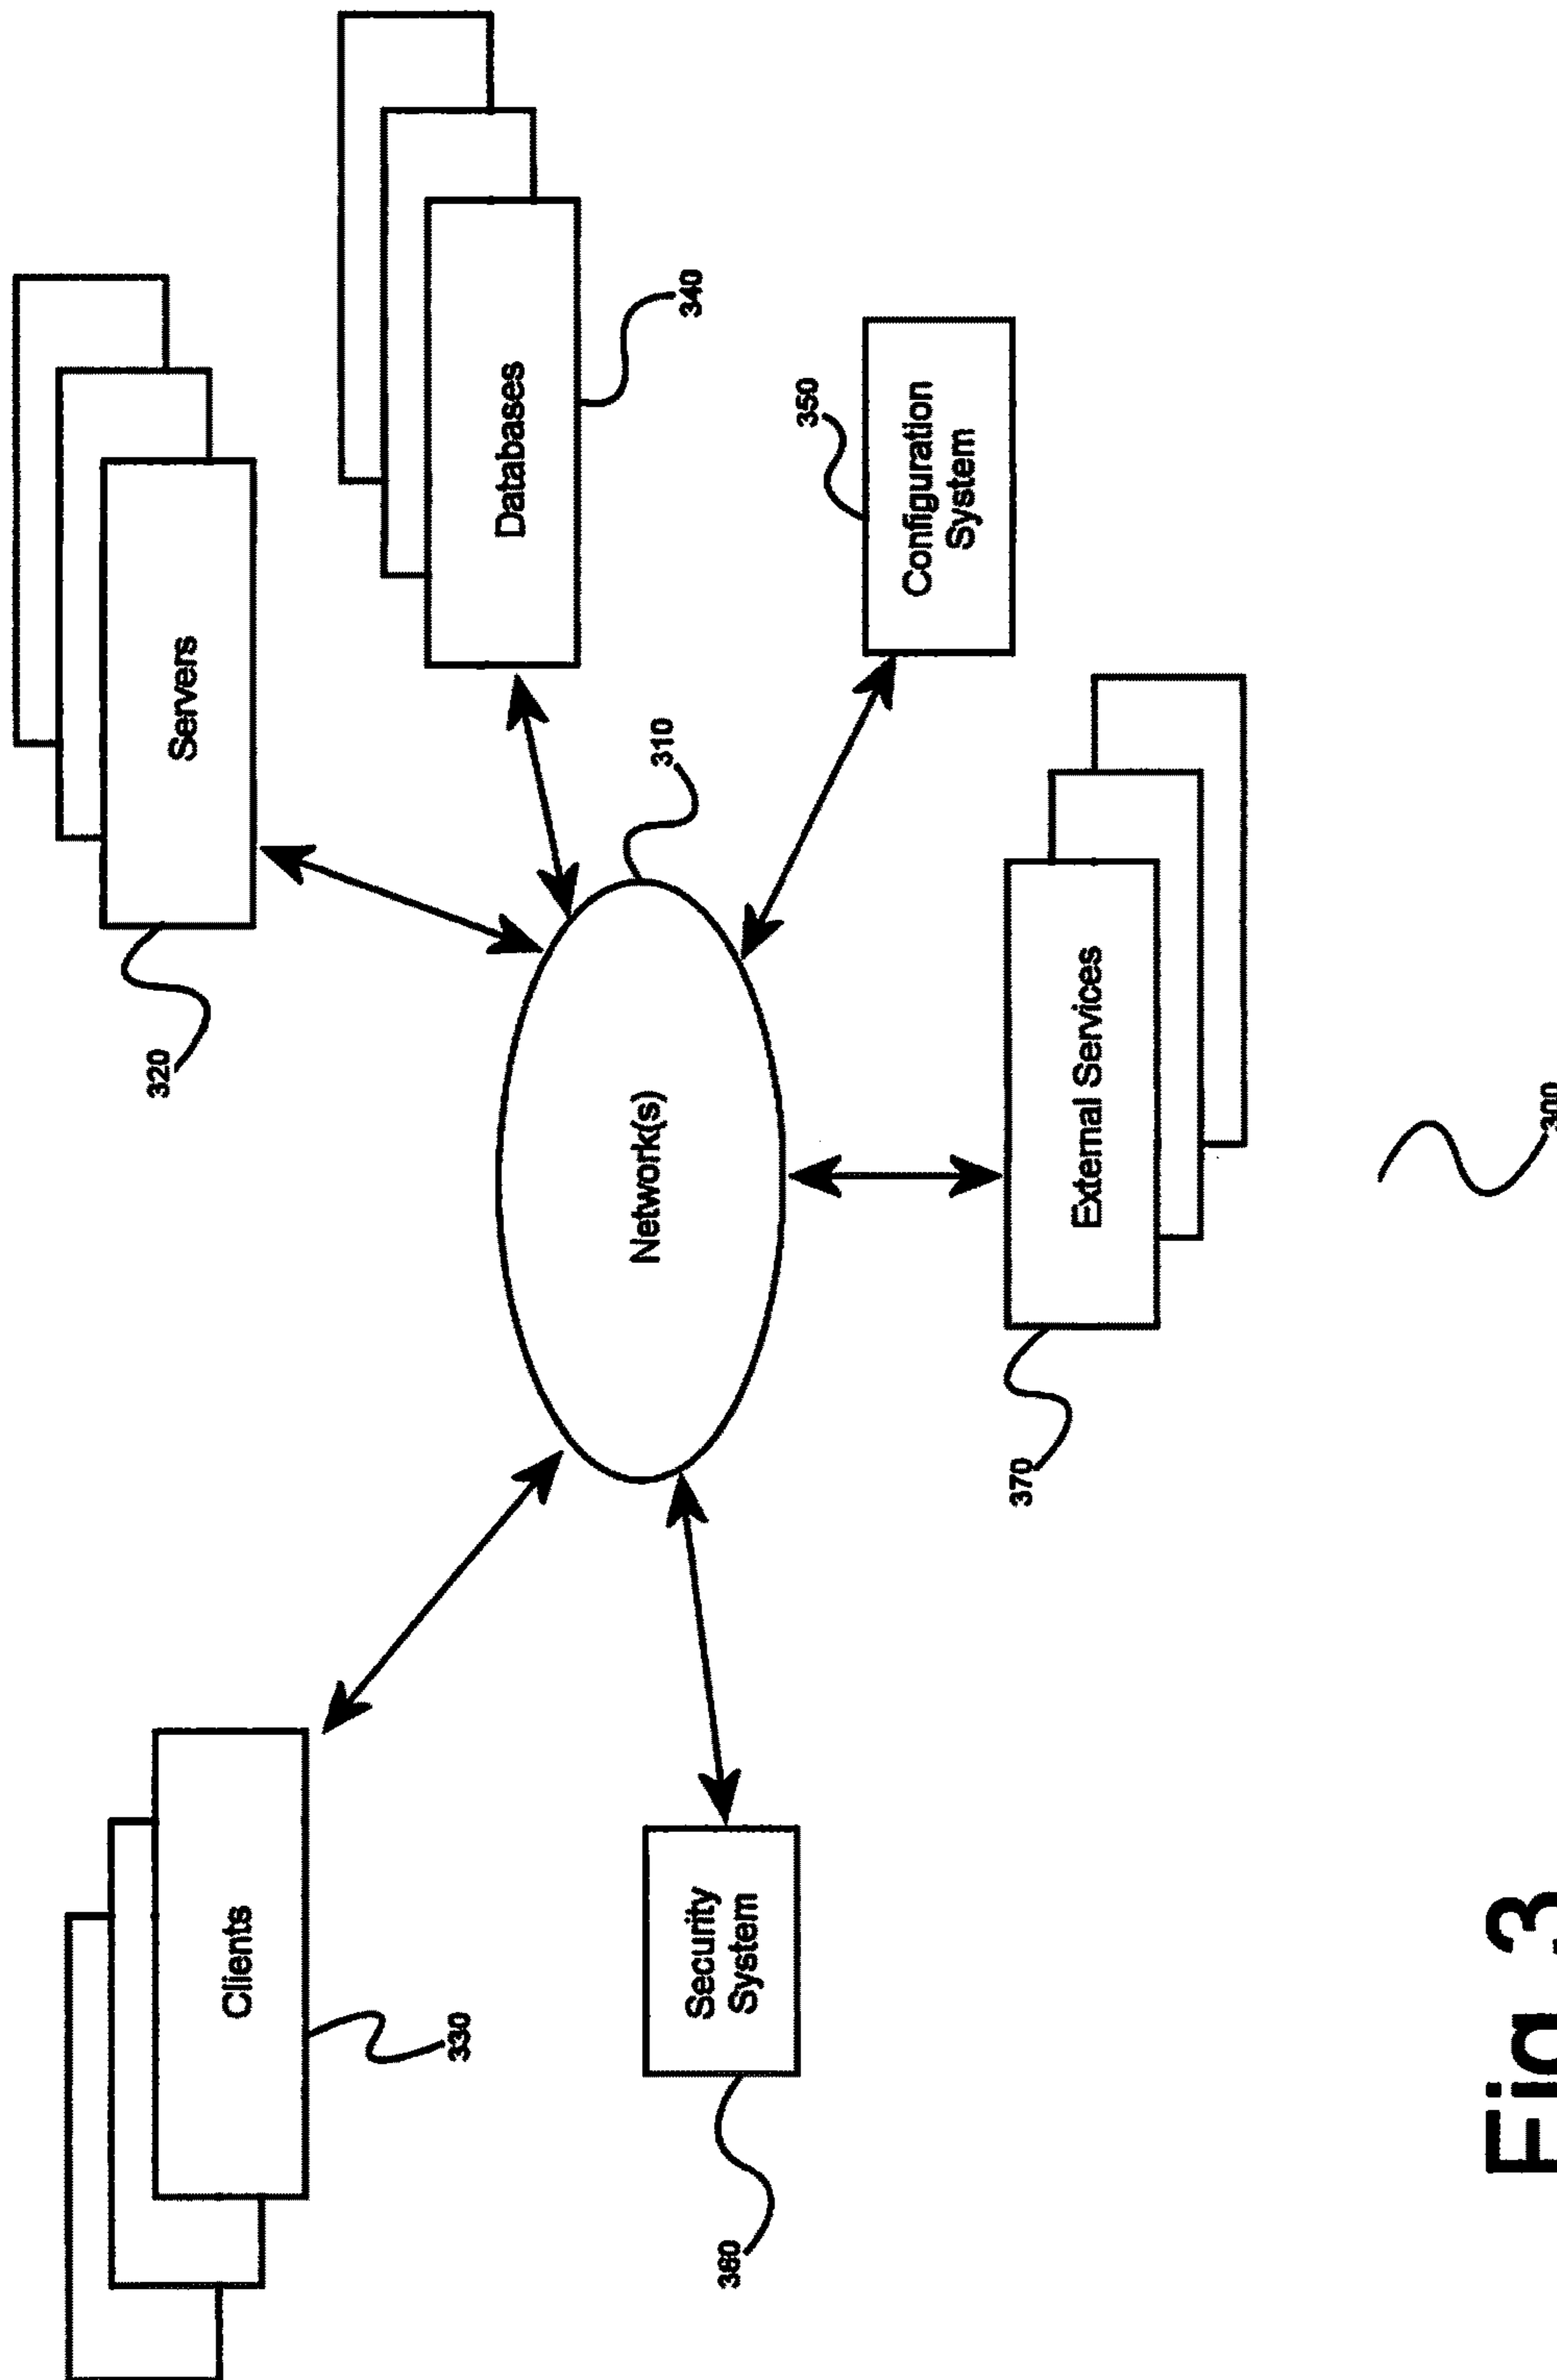 320
Servers
Clients
330
Databases
Network(s)
310
340
Security
System
360
350
Configuration
System
370
External Services
300
Fig. 3